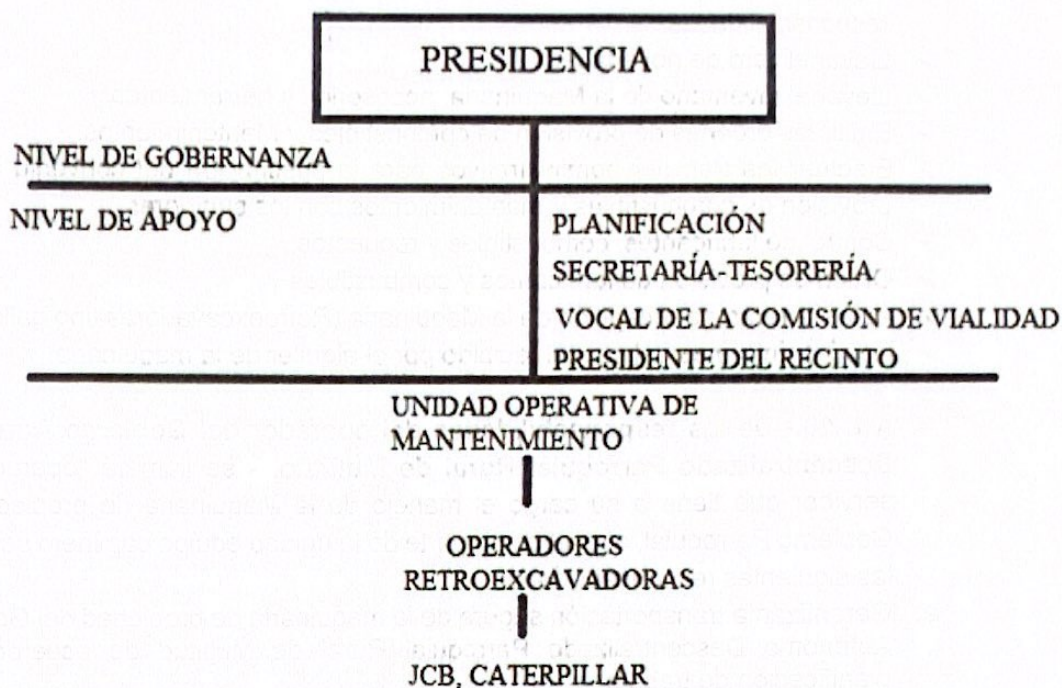 PRESIDENCIA
NIVEL DE GOBERNANZA
NIVEL DE APOYO
PLANIFICACIÓN
SECRETARÍA-TESORERÍA
VOCAL DE LA COMISIÓN DE VIALIDAD
PRESIDENTE DEL RECINTO
UNIDAD OPERATIVA DE
MANTENIMIENTO
OPERADORES
RETROEXCAVADORAS
JCB, CATERPILLAR